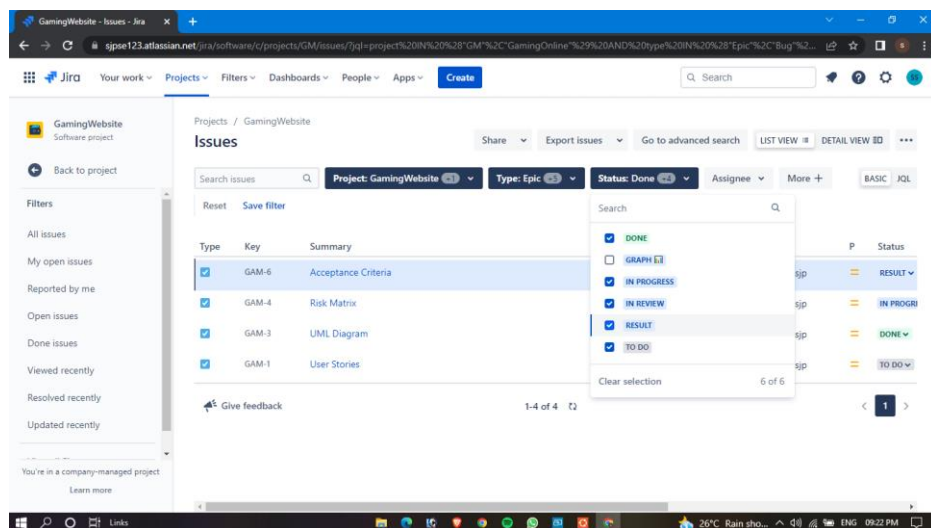 GamingWebsite - Issues - Jira
sjpse123.atlassian.net/jira/software/c/projects/GM/issues/?jql=project%20IN%20%28"GM"%2C"GamingOnline"%29%20AND%20type%20IN%20%28"Epic"%2C"Bug"%2...
Jira Your work Projects Filters Dashboards People Apps Create Search
GamingWebsite
Software project
Back to project
Filters
All issues
My open issues
Reported by me
Open issues
Done issues
Viewed recently
Resolved recently
Updated recently
You're in a company-managed project
Learn more
Projects / GamingWebsite
Issues
Share Export issues Go to advanced search LIST VIEW DETAIL VIEW
Search issues Project: GamingWebsite +1 Type: Epic +3 Status: Done +4 Assignee More + BASIC JQL
Reset Save filter
Search
DONE
GRAPH
IN PROGRESS
IN REVIEW
RESULT
TO DO
Clear selection 6 of 6
Type Key Summary P Status
GAM-6 Acceptance Criteria sjp RESULT
GAM-4 Risk Matrix sjp IN PROGRE
GAM-3 UML Diagram sjp DONE
GAM-1 User Stories sjp TO DO
Give feedback 1-4 of 4 1
Links 26°C Rain sho... ENG 09:22 PM